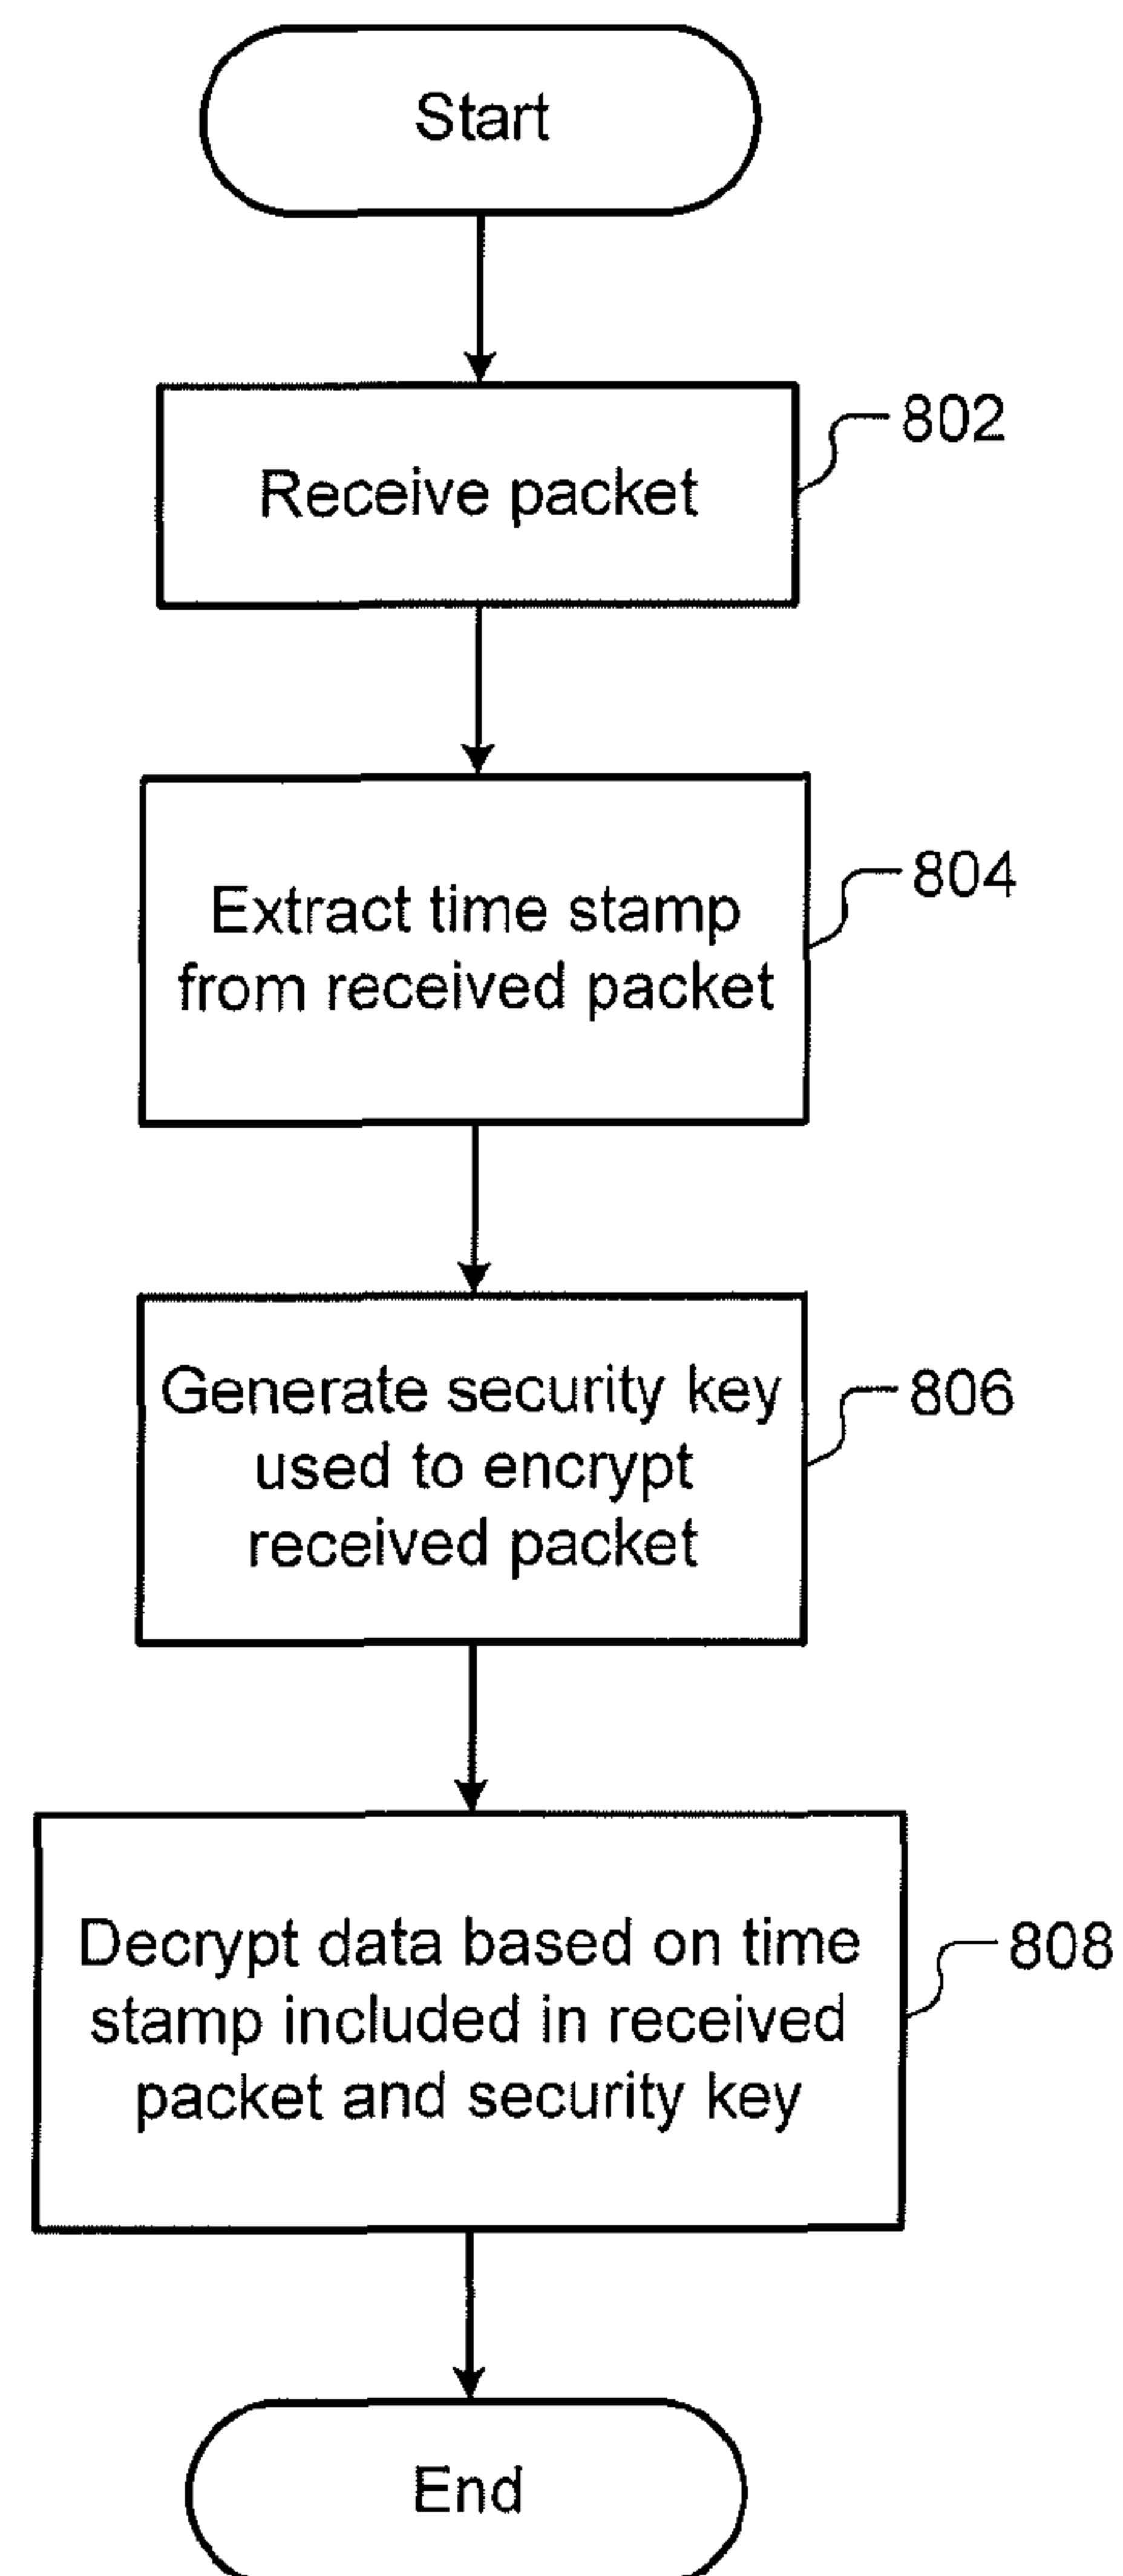 Start
802
Receive packet
804
Extract time stamp
from received packet
806
Generate security key
used to encrypt
received packet
808
Decrypt data based on time
stamp included in received
packet and security key
End